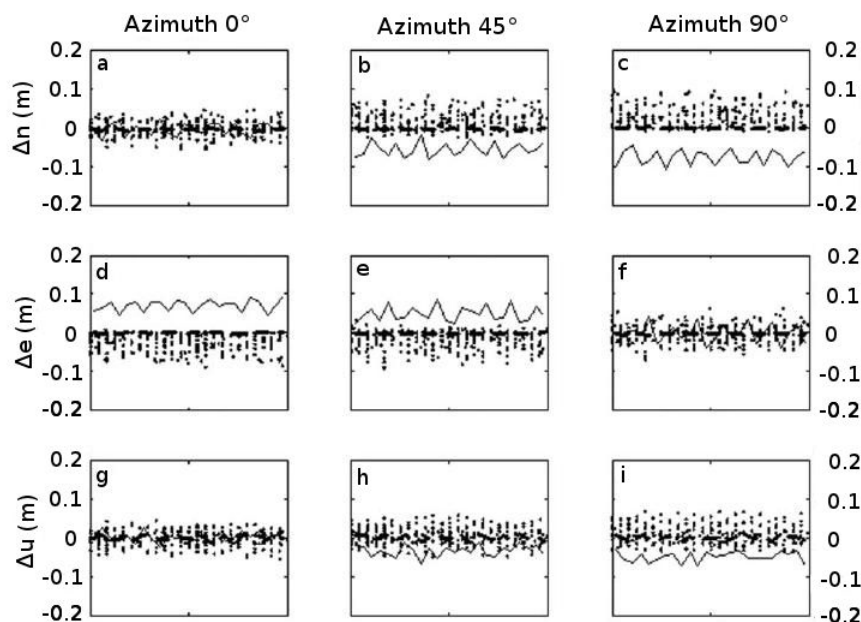 Azimuth 0° Azimuth 45° Azimuth 90°
0.2 a b c 0.2
0.1 0.1
Δn (m) 0 0
-0.1 -0.1
-0.2 -0.2
0.2 d e f 0.2
0.1 0.1
Δe (m) 0 0
-0.1 -0.1
-0.2 -0.2
0.2 g h i 0.2
0.1 0.1
Δu (m) 0 0
-0.1 -0.1
-0.2 -0.2